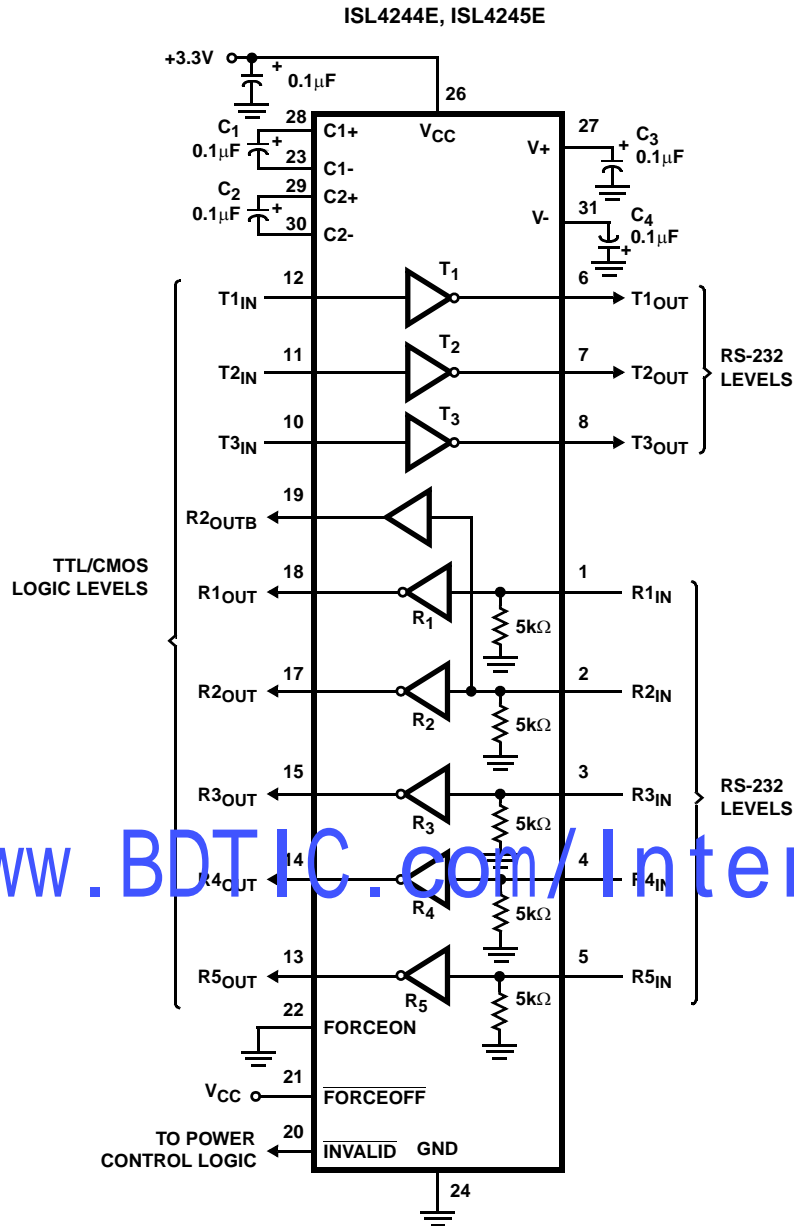 ISL4244E, ISL4245E
+3.3V
+
0.1μF
26
28
C1
0.1μF
+
C1+
VCC
27
V+
+
C3
0.1μF
23
C1-
29
C2
0.1μF
+
C2+
30
C2-
31
V-
C4
0.1μF
+
T1IN
12
T1
6
T1OUT
T2IN
11
T2
7
T2OUT
RS-232
LEVELS
T3IN
10
T3
8
T3OUT
R2OUTB
19
TTL/CMOS
LOGIC LEVELS
R1OUT
18
R1
5kΩ
1
R1IN
R2OUT
17
R2
5kΩ
2
R2IN
R3OUT
15
R3
5kΩ
3
R3IN
RS-232
LEVELS
R4OUT
14
R4
5kΩ
4
R4IN
ww.BDTIC.com/Inter
R5OUT
13
R5
5kΩ
5
R5IN
22
FORCEON
VCC
21
FORCEOFF
TO POWER
CONTROL LOGIC
20
INVALID
GND
24